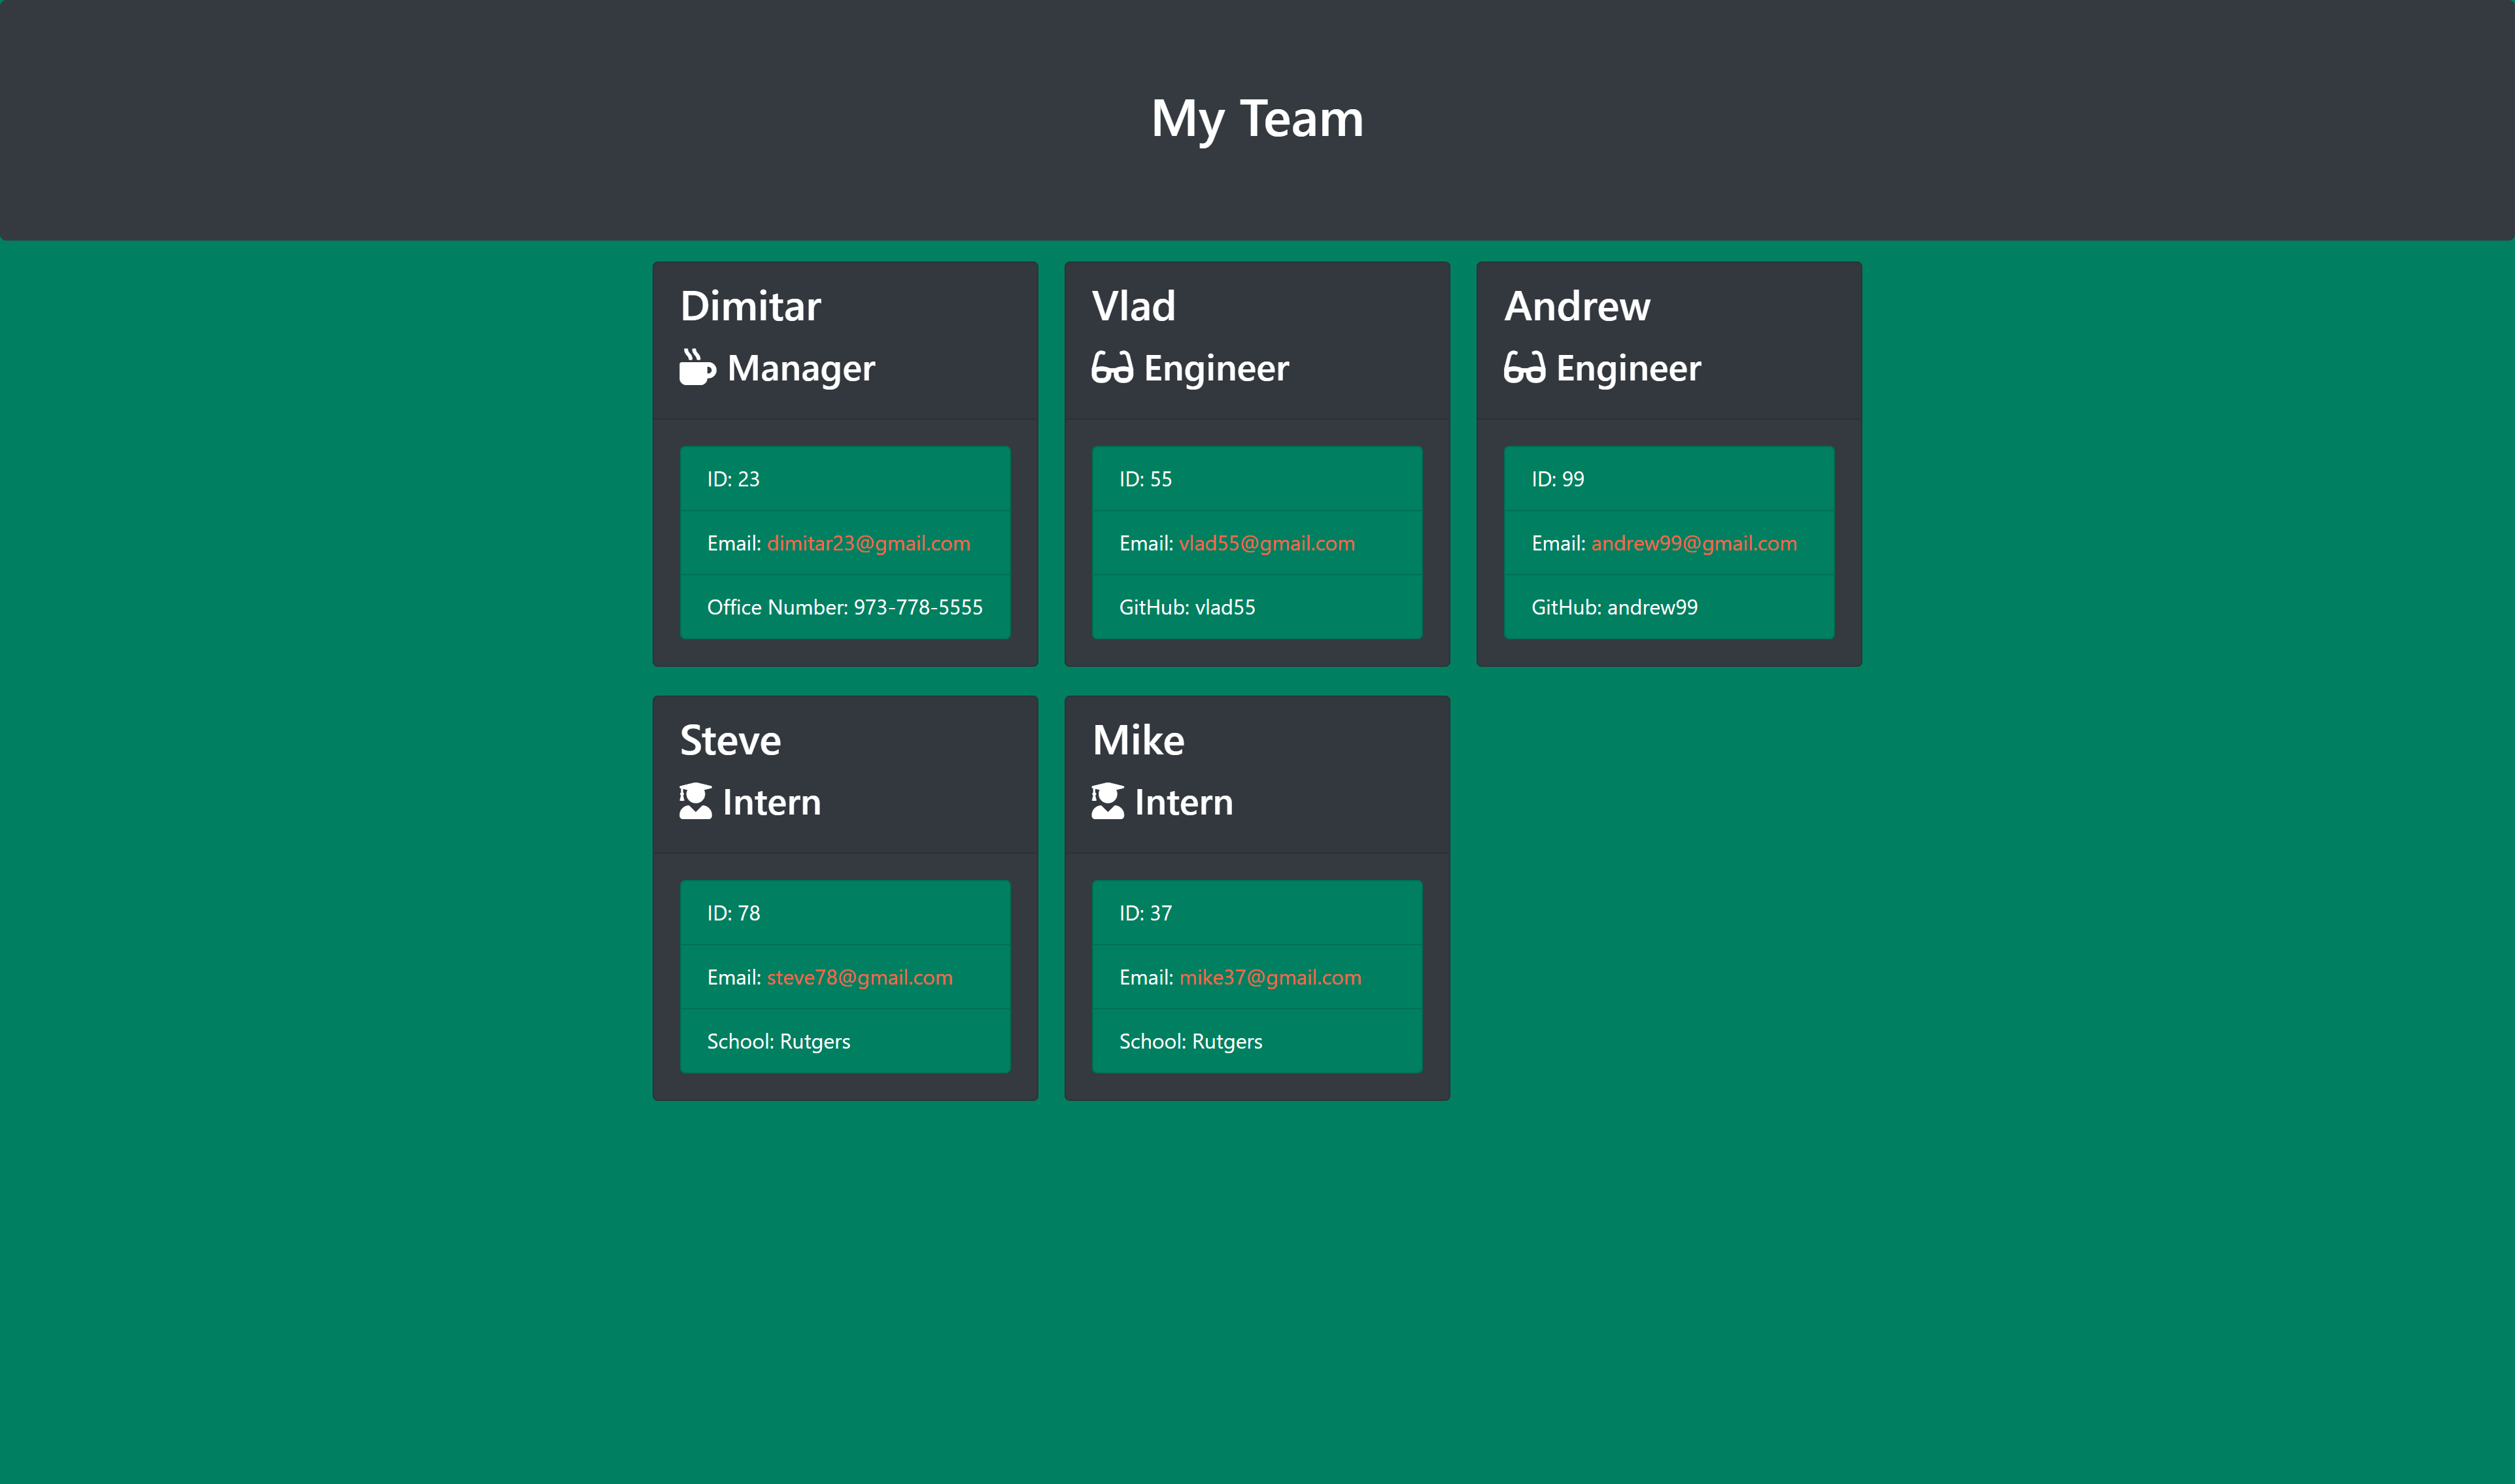 My Team
Dimitar
Manager
ID: 23
Email: dimitar23@gmail.com
Office Number: 973-778-5555
Vlad
Engineer
ID: 55
Email: vlad55@gmail.com
GitHub: vlad55
Andrew
Engineer
ID: 99
Email: andrew99@gmail.com
GitHub: andrew99
Steve
Intern
ID: 78
Email: steve78@gmail.com
School: Rutgers
Mike
Intern
ID: 37
Email: mike37@gmail.com
School: Rutgers